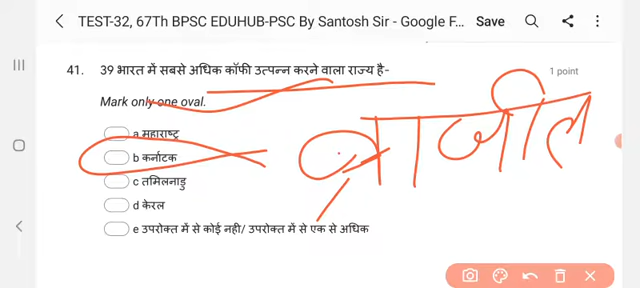 TEST-32, 67Th BPSC EDUHUB-PSC By Santosh Sir - Google F... Save
41. 39 भारत में सबसे अधिक कॉफी उत्पन्न करने वाला राज्य है- 1 point
Mark only one oval.
a महाराष्ट्र
b कर्नाटक
ब्राजील
c तमिलनाडु
d केरल
e उपरोक्त में से कोई नही/ उपरोक्त में से एक से अधिक